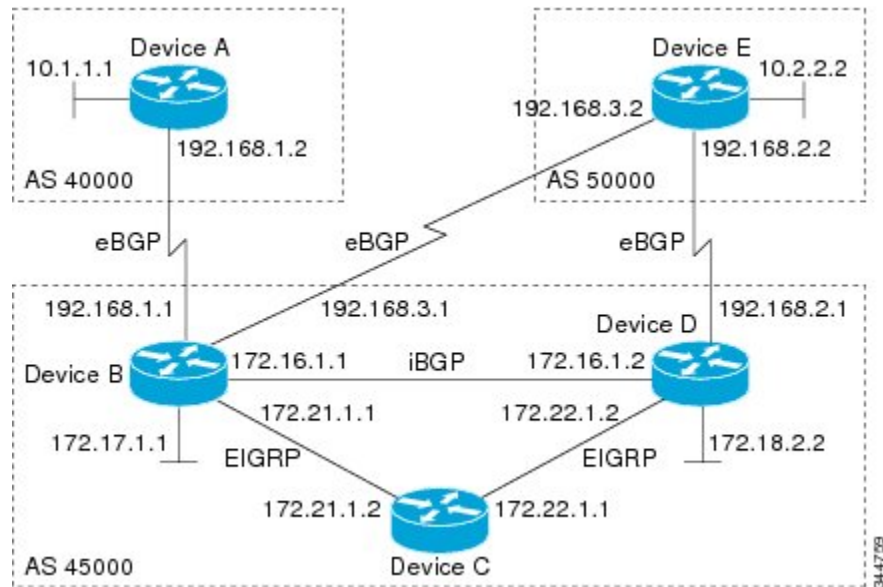 Device A
Device E
10.1.1.1
10.2.2.2
192.168.3.2
192.168.1.2
192.168.2.2
AS 40000
AS 50000
eBGP
eBGP
eBGP
192.168.1.1
192.168.3.1
192.168.2.1
Device D
172.16.1.1
iBGP
172.16.1.2
Device B
172.21.1.1
172.22.1.2
172.17.1.1
172.18.2.2
EIGRP
EIGRP
172.21.1.2
172.22.1.1
AS 45000
Device C